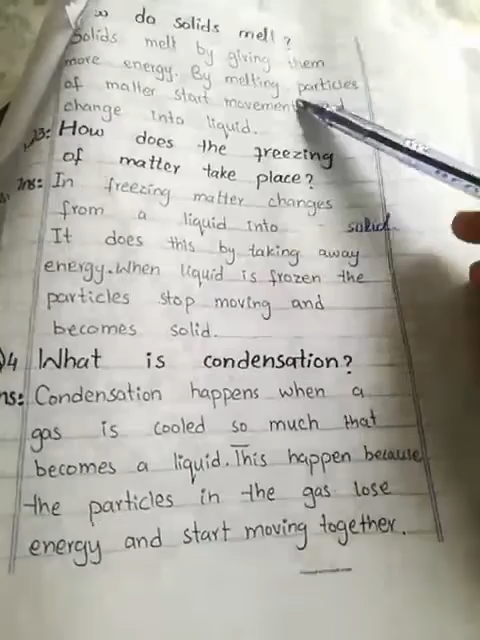 do solids melt?
Solids melt by giving them
more energy. By melting particles
of matter start movement
change into liquid.
3: How does the freezing
of matter take place?
Ans: In freezing matter changes
from a liquid into solid.
It does this by taking away
energy. When liquid is frozen the
particles stop moving and
becomes solid.
4 What is condensation?
ns: Condensation happens when a
gas is cooled so much that
becomes a liquid. This happen because
the particles in the gas lose
energy and start moving together.